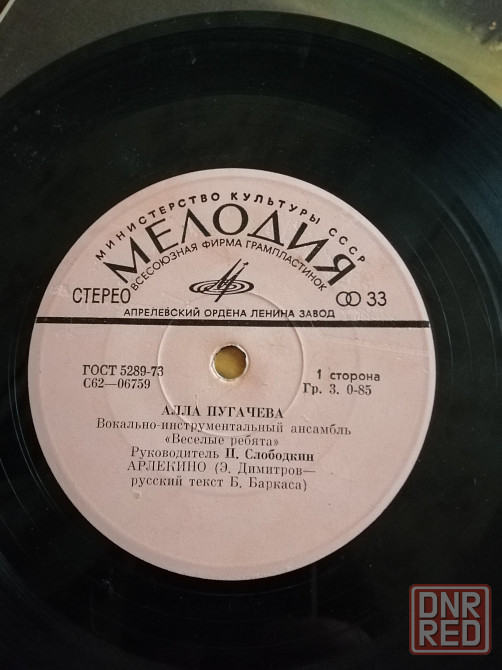 МИНИСТЕРСТВО КУЛЬТУРЫ СССР
МЕЛОДИЯ
ВСЕСОЮЗНАЯ ФИРМА ГРАМПЛАСТИНОК
СТЕРЕО
33
АПРЕЛЕВСКИЙ ОРДЕНА ЛЕНИНА ЗАВОД
ГОСТ 5289-73
С62—06759
1 сторона
Гр. 3. 0-85
АЛЛА ПУГАЧЕВА
Вокально-инструментальный ансамбль
«Веселые ребята»
Руководитель П. Слободкин
АРЛЕКИНО (Э. Димитров—
русский текст Б. Баркаса)
DNR
RED